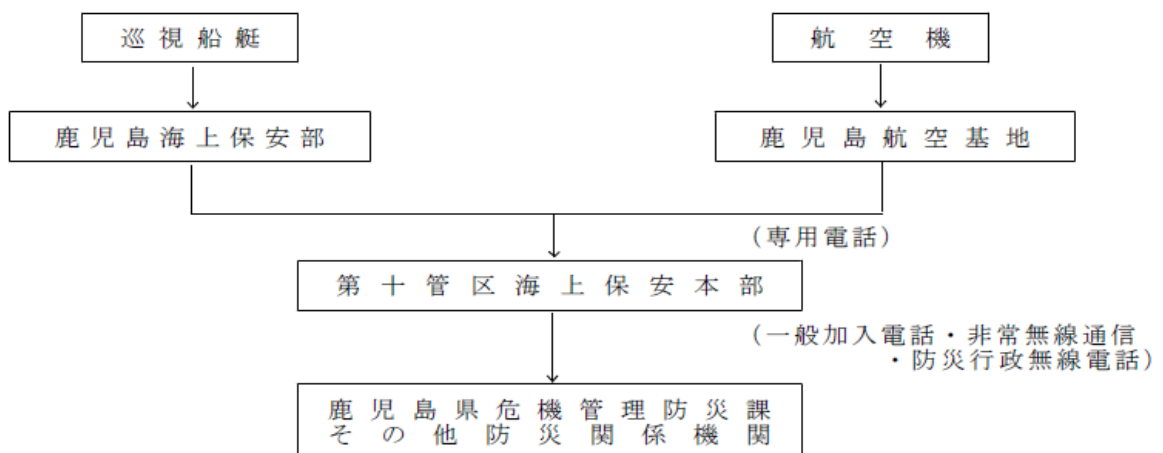 巡視船艇
航空機
鹿児島海上保安部
鹿児島航空基地
(専用電話)
第十管区海上保安本部
(一般加入電話・非常無線通信
・防災行政無線電話)
鹿児島県危機管理防災課
その他防災関係機関